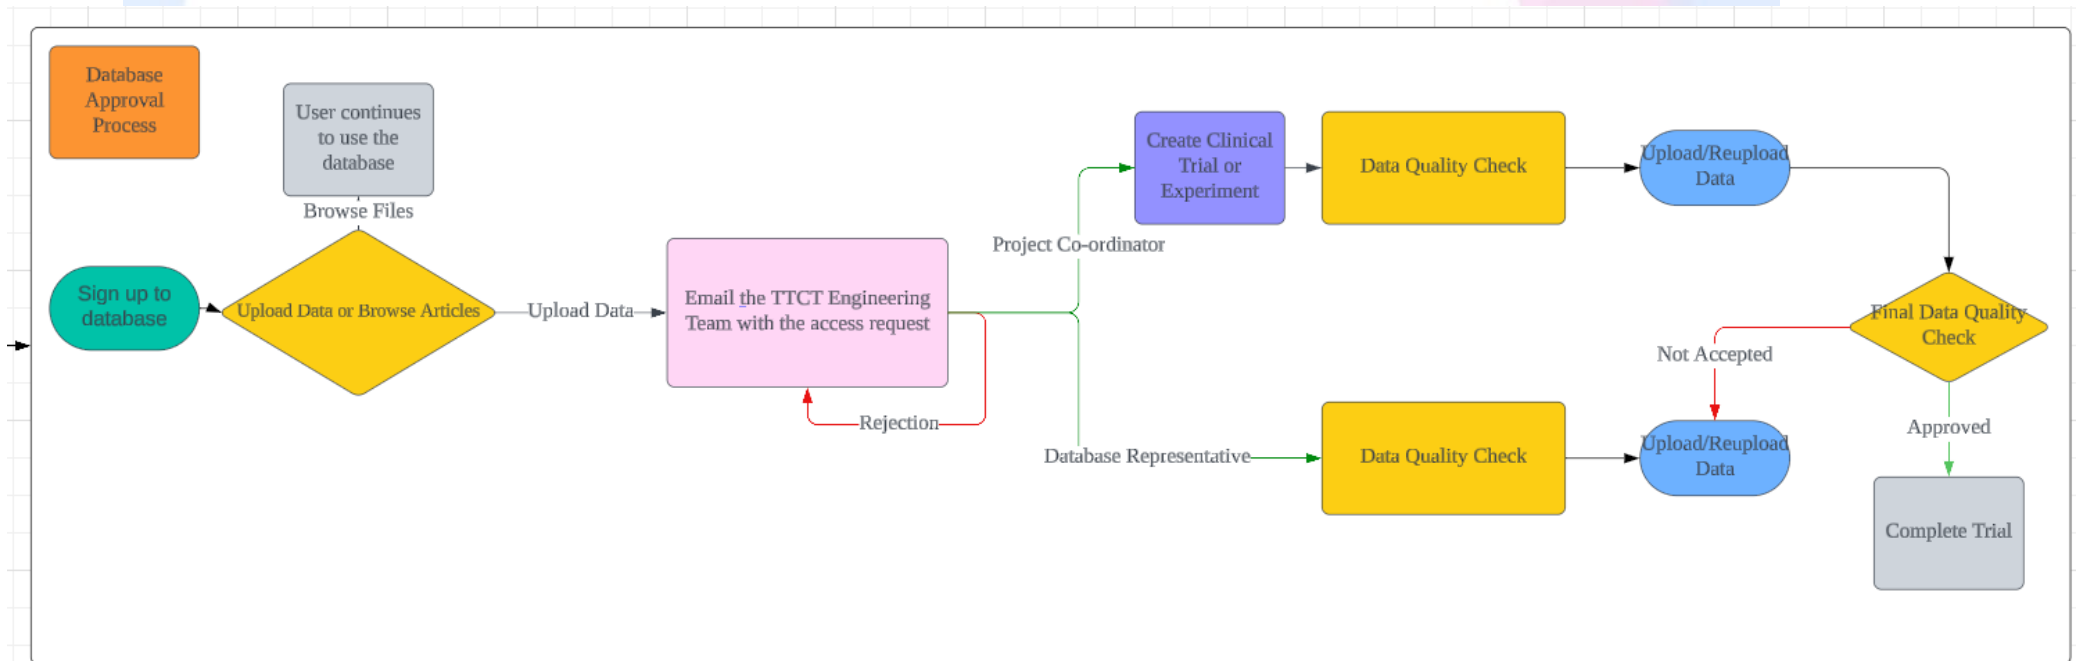 Database
Approval
Process
User continues
to use the
database
Browse Files
Sign up to
database
Upload Data or Browse Articles
Upload Data
Email the TTCT Engineering
Team with the access request
Rejection
Project Co-ordinator
Create Clinical
Trial or
Experiment
Data Quality Check
Upload/Reupload
Data
Final Data Quality
Check
Not Accepted
Approved
Database Representative
Data Quality Check
Upload/Reupload
Data
Complete Trial